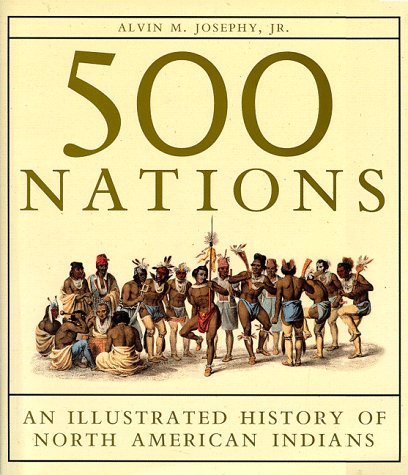 ALVIN M. JOSEPHY, JR.
500
NATIONS
AN ILLUSTRATED HISTORY OF
NORTH AMERICAN INDIANS